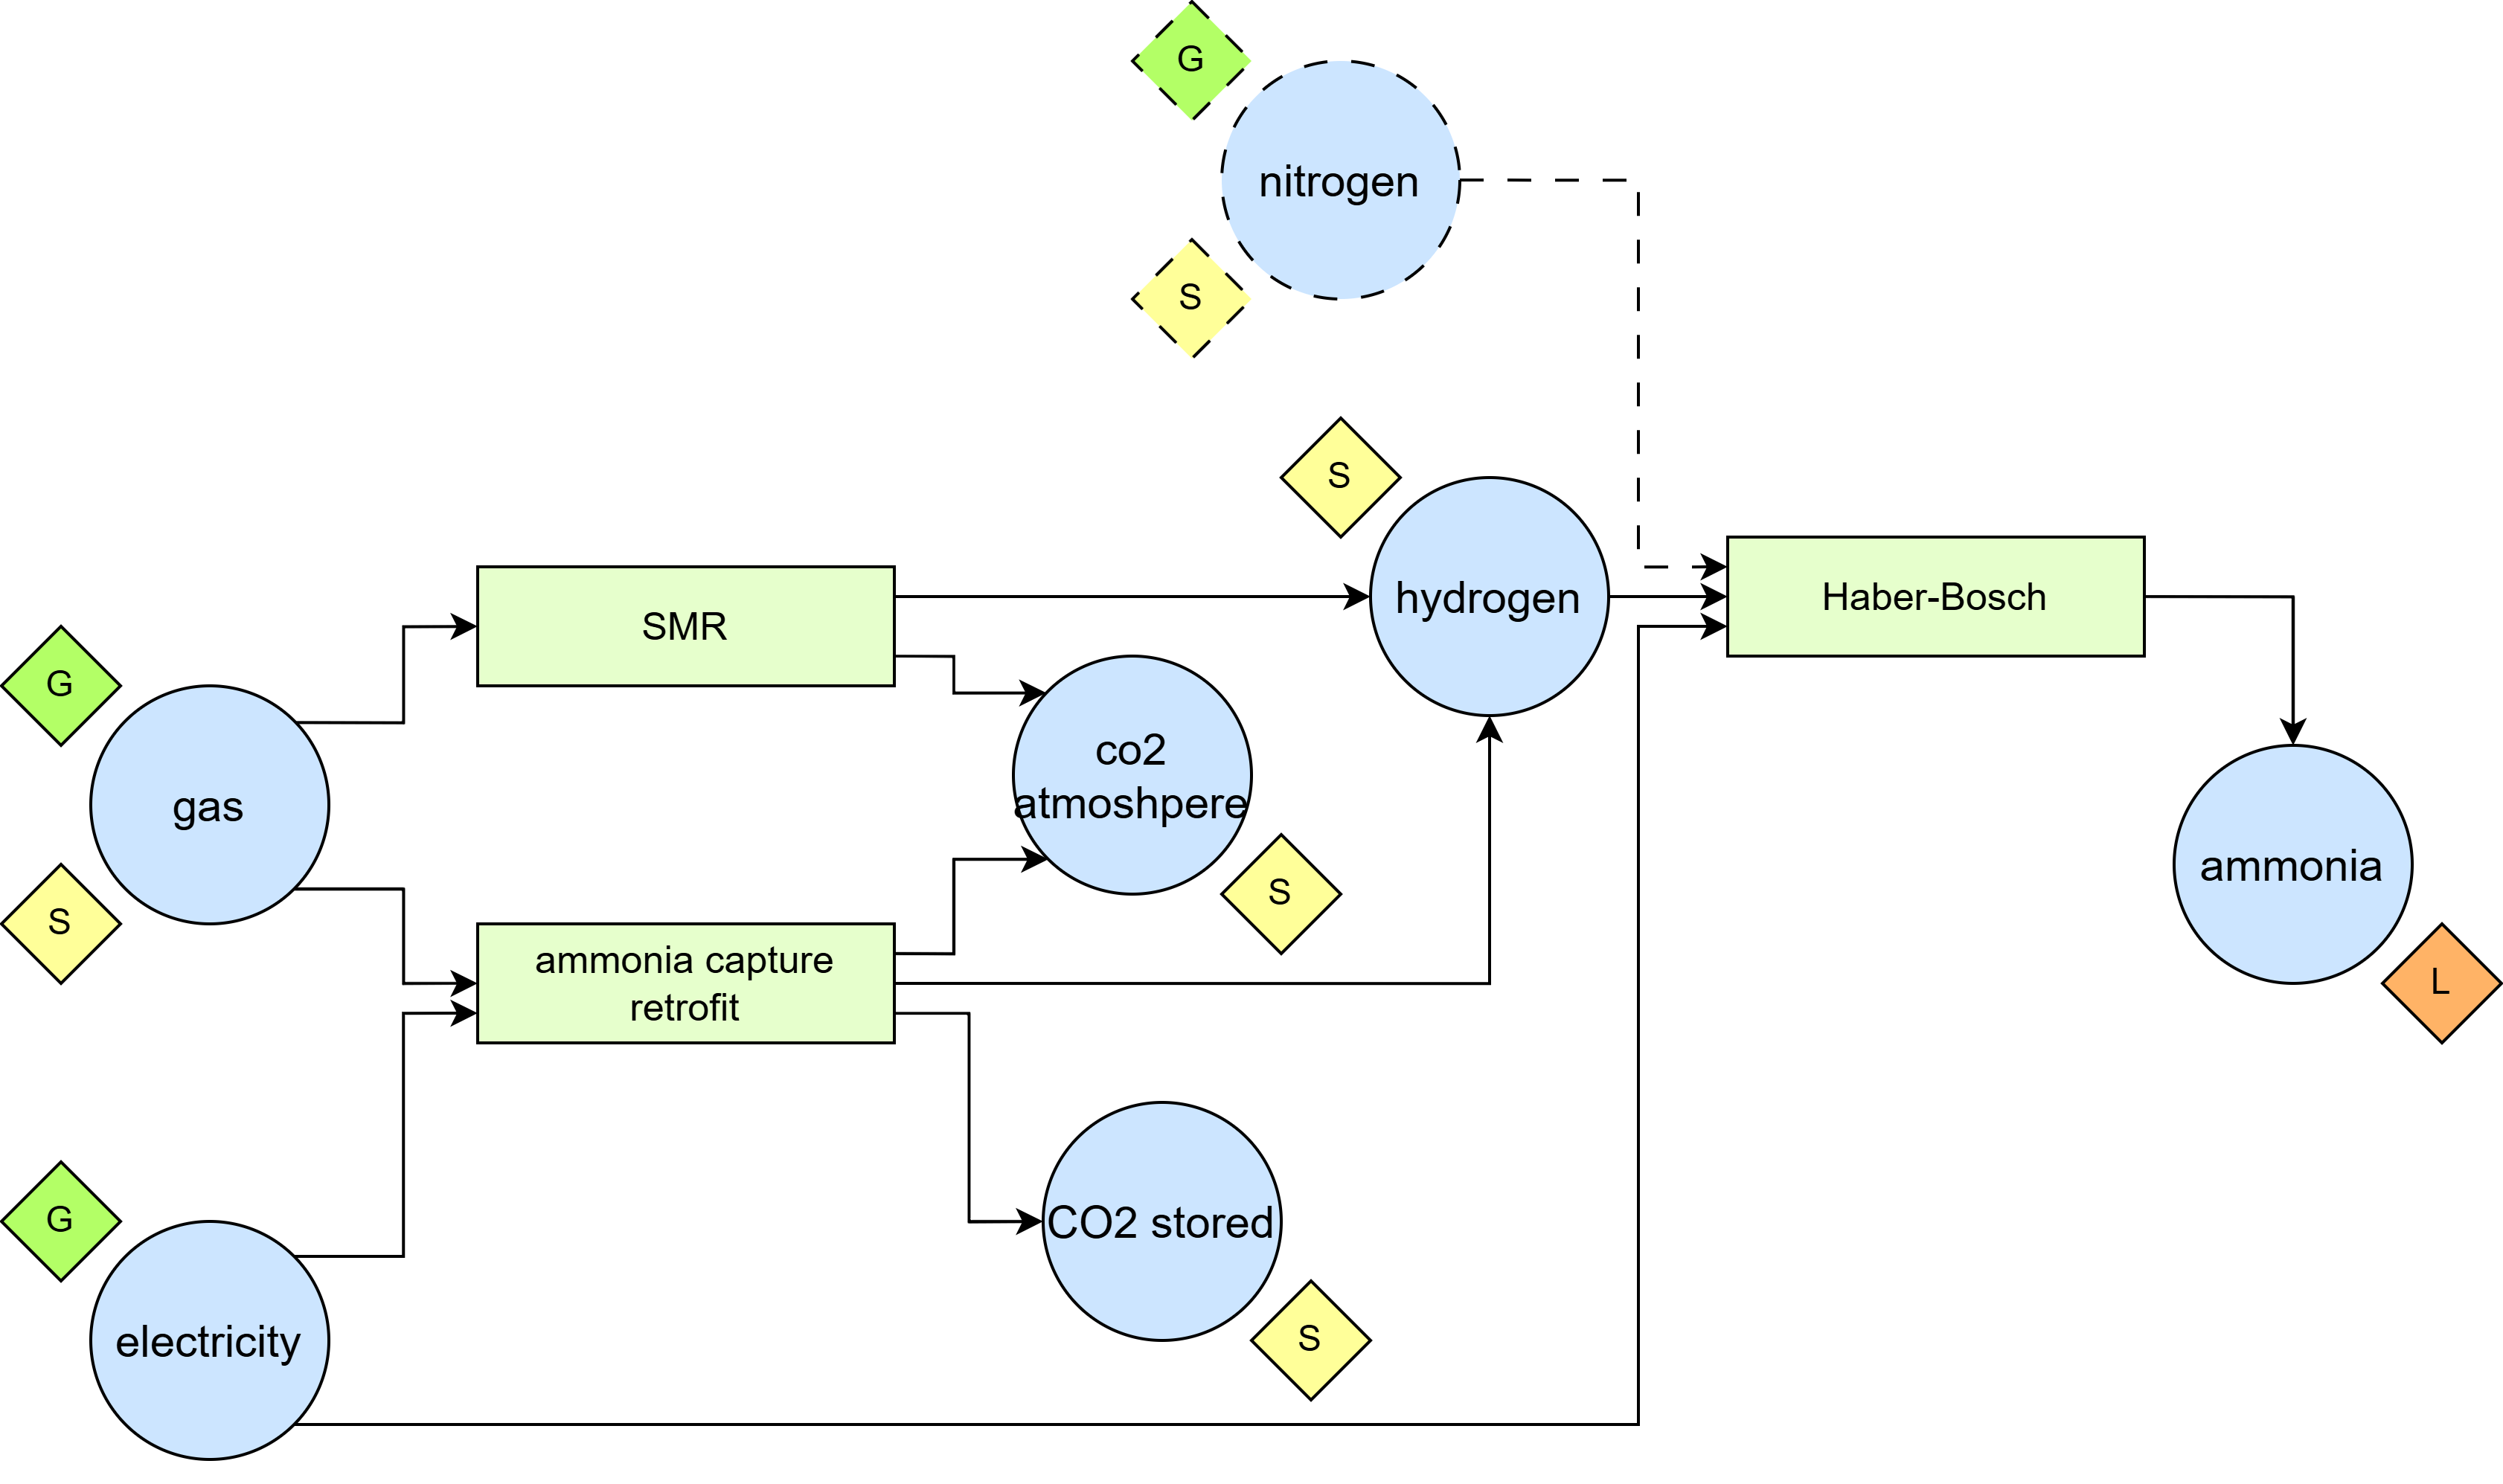 G
nitrogen
S
S
hydrogen
Haber-Bosch
SMR
G
gas
S
co2
atmoshpere
S
ammonia
L
ammonia capture
retrofit
G
electricity
CO2 stored
S